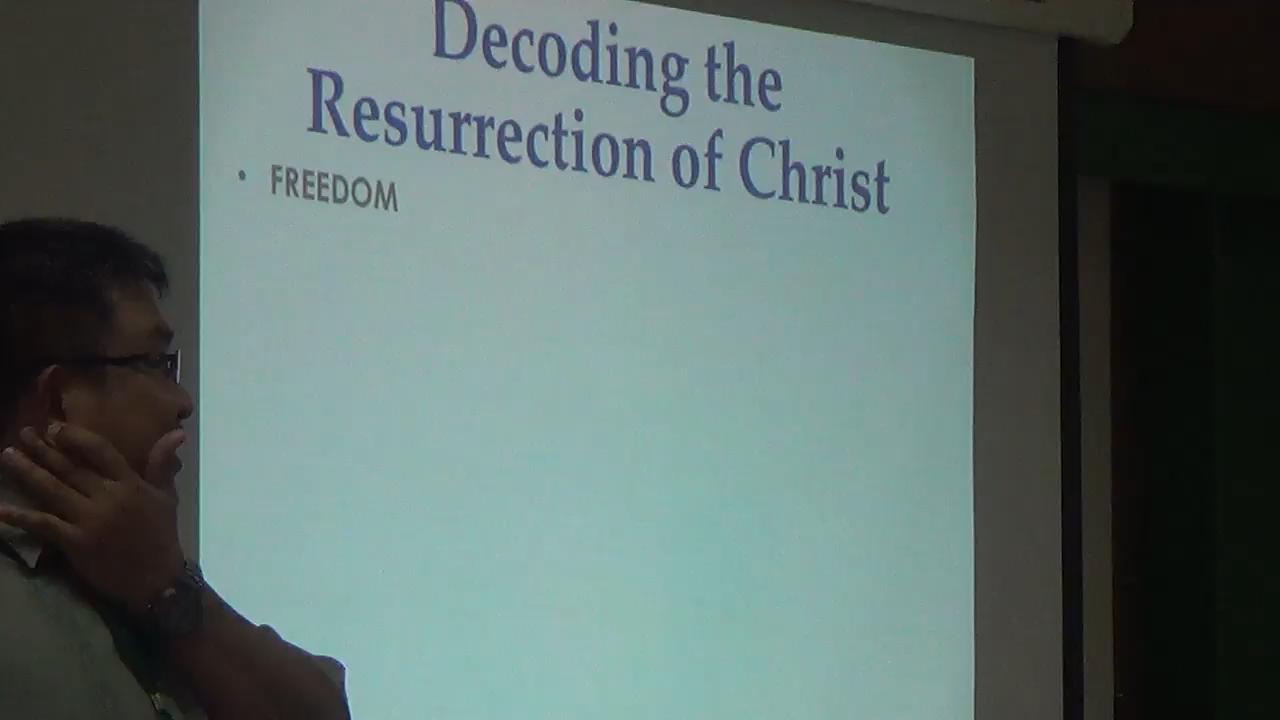 Decoding the
Resurrection of Christ
• FREEDOM